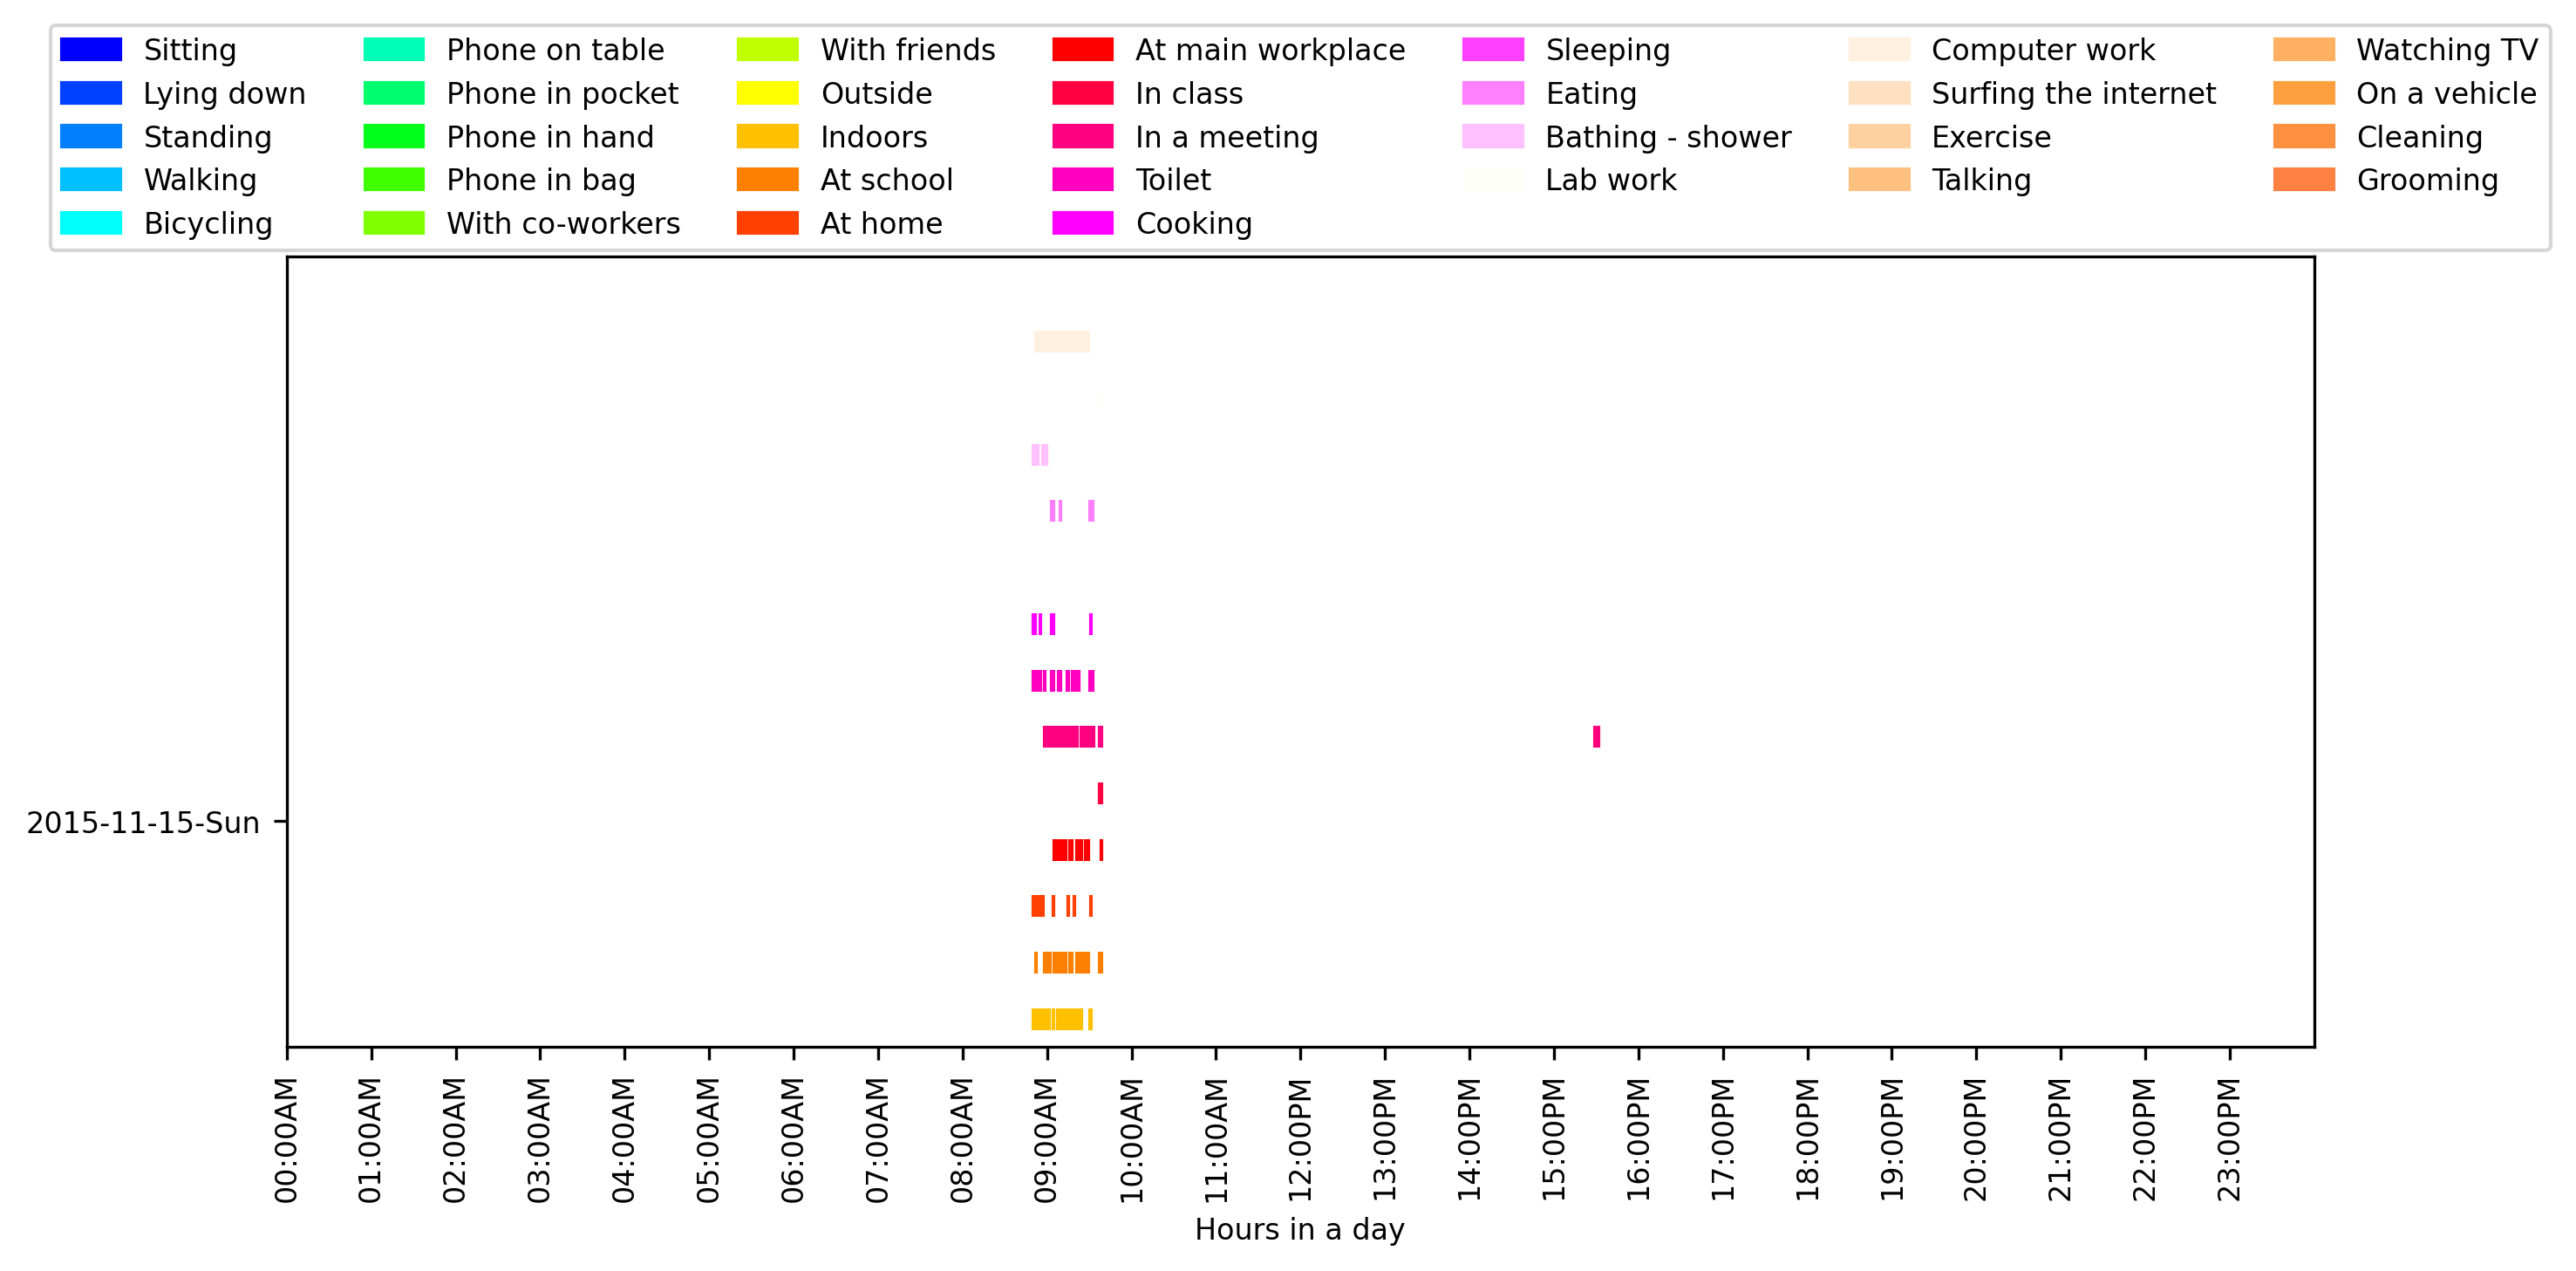 Sitting
Lying down
Standing
Walking
Bicycling
Phone on table
Phone in pocket
Phone in hand
Phone in bag
With co-workers
With friends
Outside
Indoors
At school
At home
At main workplace
In class
In a meeting
Toilet
Cooking
Sleeping
Eating
Bathing - shower
Lab work
Computer work
Surfing the internet
Exercise
Talking
Watching TV
On a vehicle
Cleaning
Grooming
2015-11-15-Sun
00:00AM
01:00AM
02:00AM
03:00AM
04:00AM
05:00AM
06:00AM
07:00AM
08:00AM
09:00AM
10:00AM
11:00AM
12:00PM
13:00PM
14:00PM
15:00PM
16:00PM
17:00PM
18:00PM
19:00PM
20:00PM
21:00PM
22:00PM
23:00PM
Hours in a day